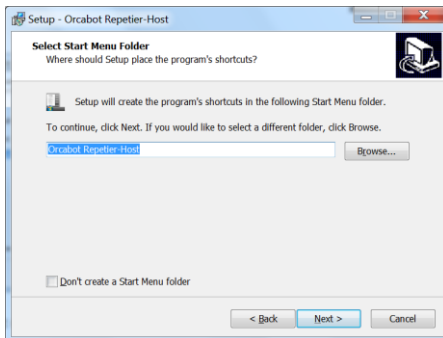 Setup - Orcabot Repetier-Host
Select Start Menu Folder
Where should Setup place the program's shortcuts?
Setup will create the program's shortcuts in the following Start Menu folder.
To continue, click Next. If you would like to select a different folder, click Browse.
Orcabot Repetier-Host
Browse...
Don't create a Start Menu folder
< Back
Next >
Cancel